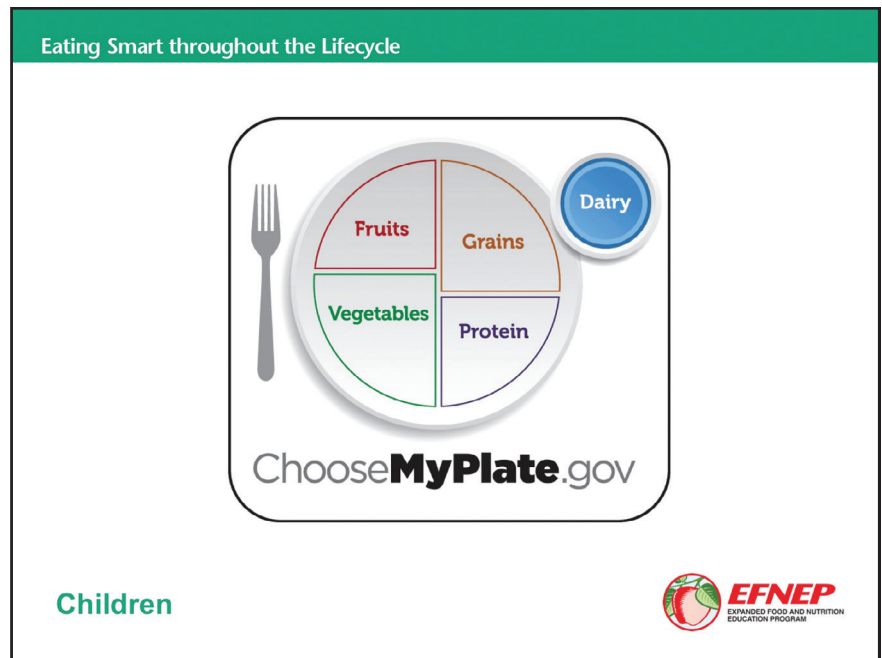 Eating Smart throughout the Lifecycle
Fruits
Grains
Dairy
Vegetables
Protein
ChooseMyPlate.gov
Children
EFNEP
EXPANDED FOOD AND NUTRITION
EDUCATION PROGRAM